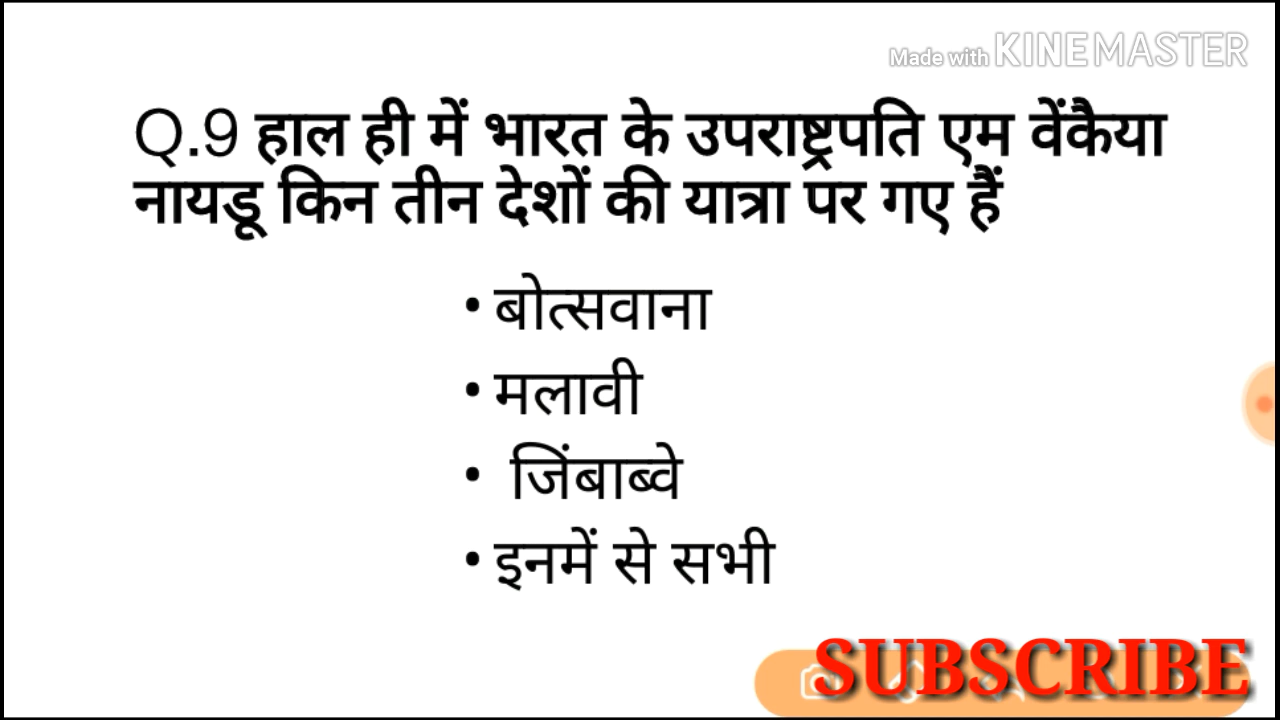 Made with KINEMASTER
Q.9 हाल ही में भारत के उपराष्ट्रपति एम वेंकैया
नायडू किन तीन देशों की यात्रा पर गए हैं
• बोत्सवाना
• मलावी
• जिंबाब्वे
• इनमें से सभी
SUBSCRIBE